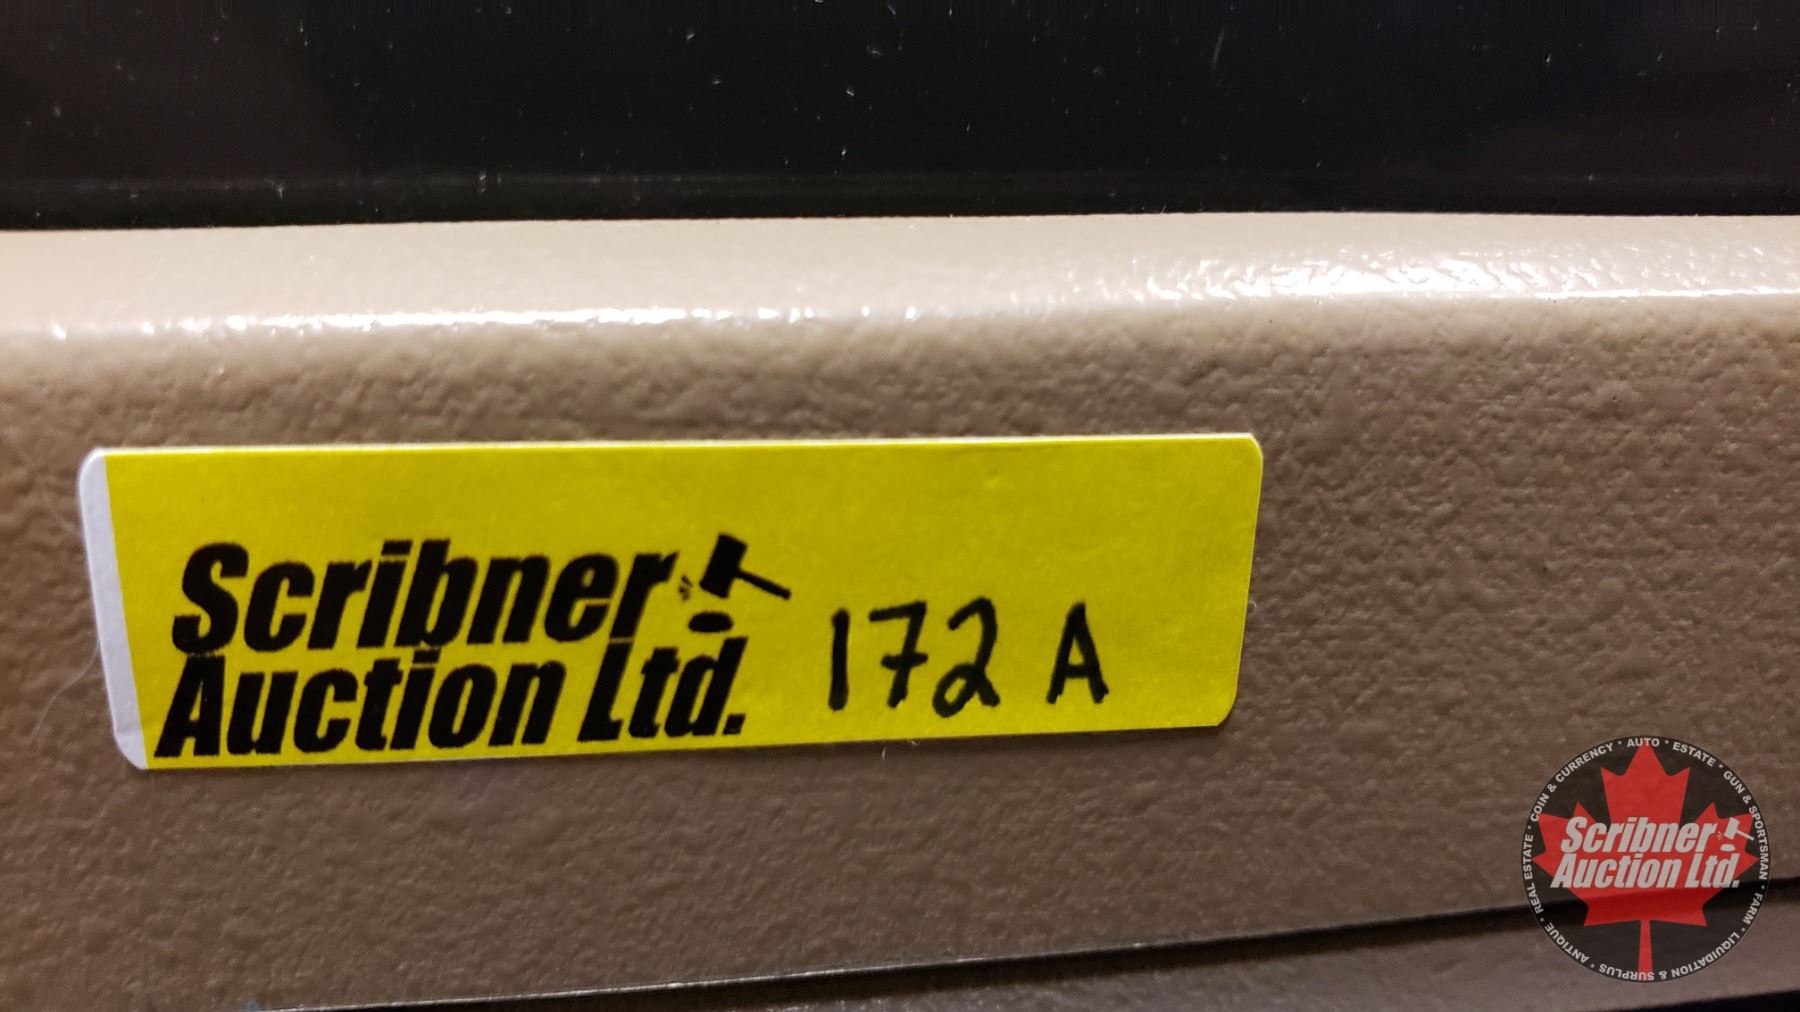 Scribner
Auction Ltd.
172 A
ANTIQUE * REAL ESTATE * COIN & CURRENCY * AUTO * ESTATE * GUN & SPORTSMAN * FARM * LIQUIDATION & SURPLUS *
Scribner
Auction Ltd.